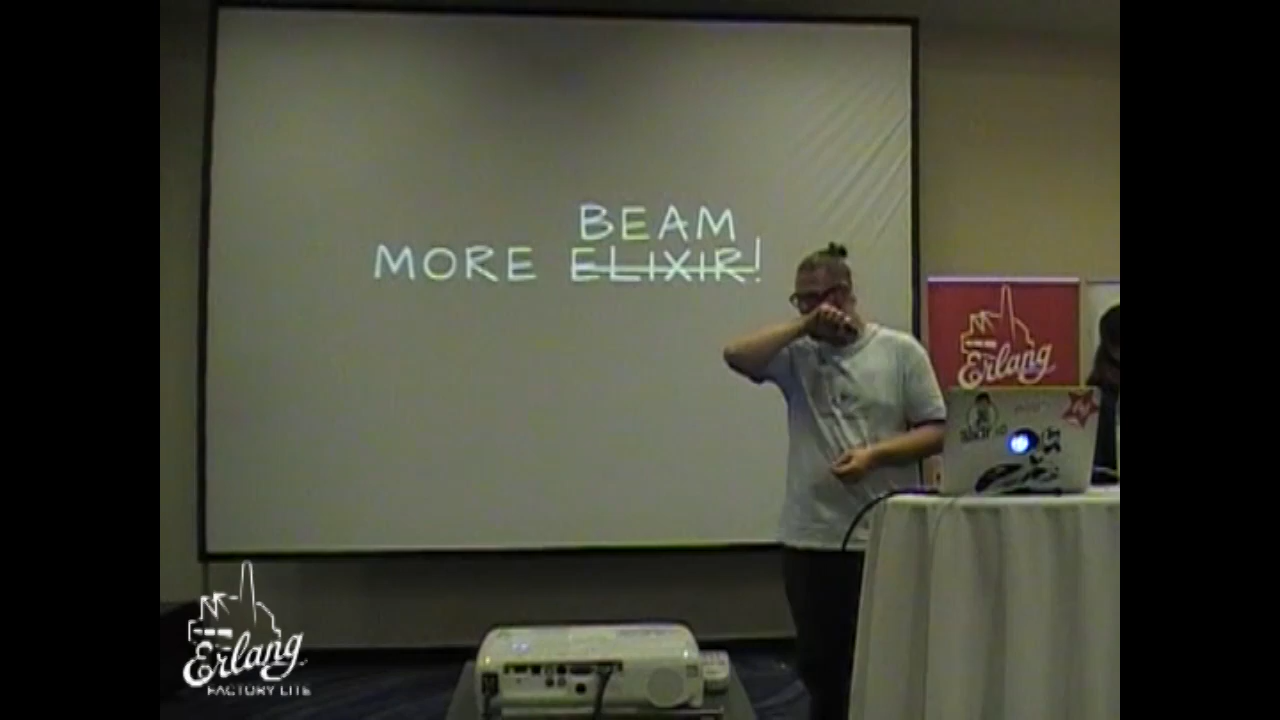 BEAM
MORE ELIXIR!
Erlang
Erlang
FACTORY LITE